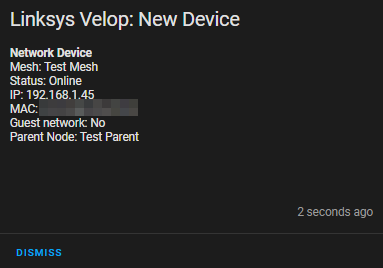 Linksys Velop: New Device
Network Device
Mesh: Test Mesh
Status: Online
IP: 192.168.1.45
MAC:
Guest network: No
Parent Node: Test Parent
2 seconds ago
DISMISS